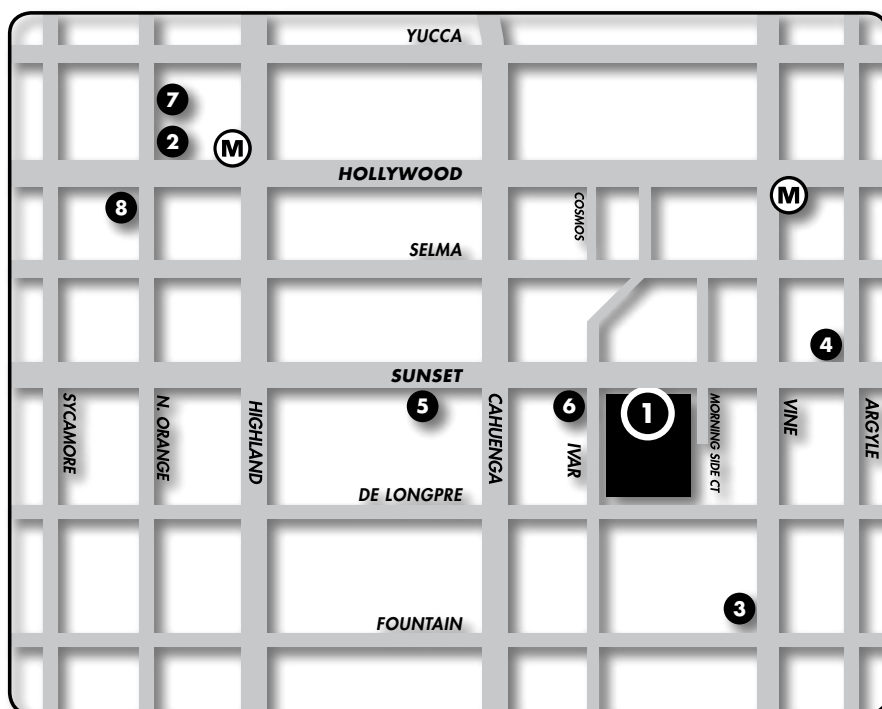 YUCCA
7
2
M
HOLLYWOOD
M
8
COSMOS
SELMA
4
SUNSET
5
6
1
SYCAMORE
N. ORANGE
HIGHLAND
CAHUENGA
IVAR
MORNING SIDE CT
VINE
ARGYLE
DE LONGPRE
3
FOUNTAIN